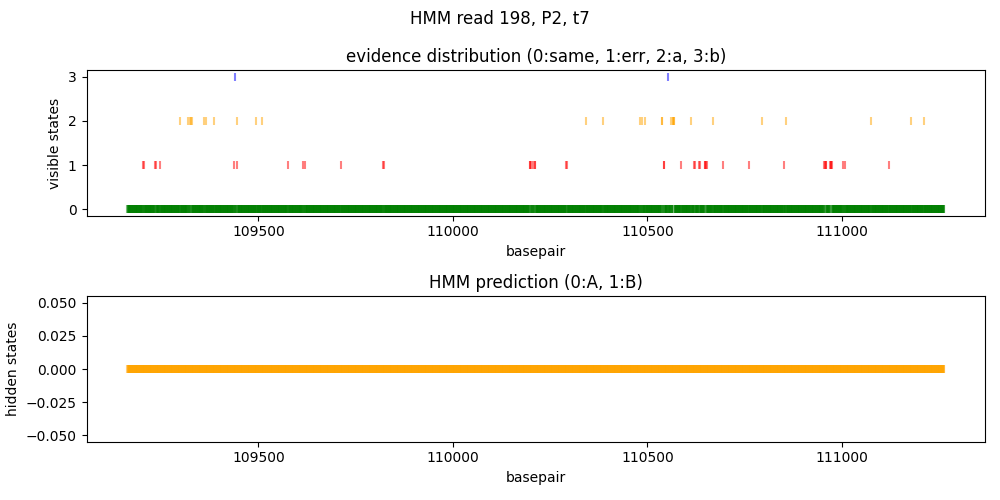 HMM read 198, P2, t7
evidence distribution (0:same, 1:err, 2:a, 3:b)
visible states
3
2
1
0
109500
110000
110500
111000
basepair
HMM prediction (0:A, 1:B)
hidden states
0.050
0.025
0.000
−0.025
−0.050
109500
110000
110500
111000
basepair